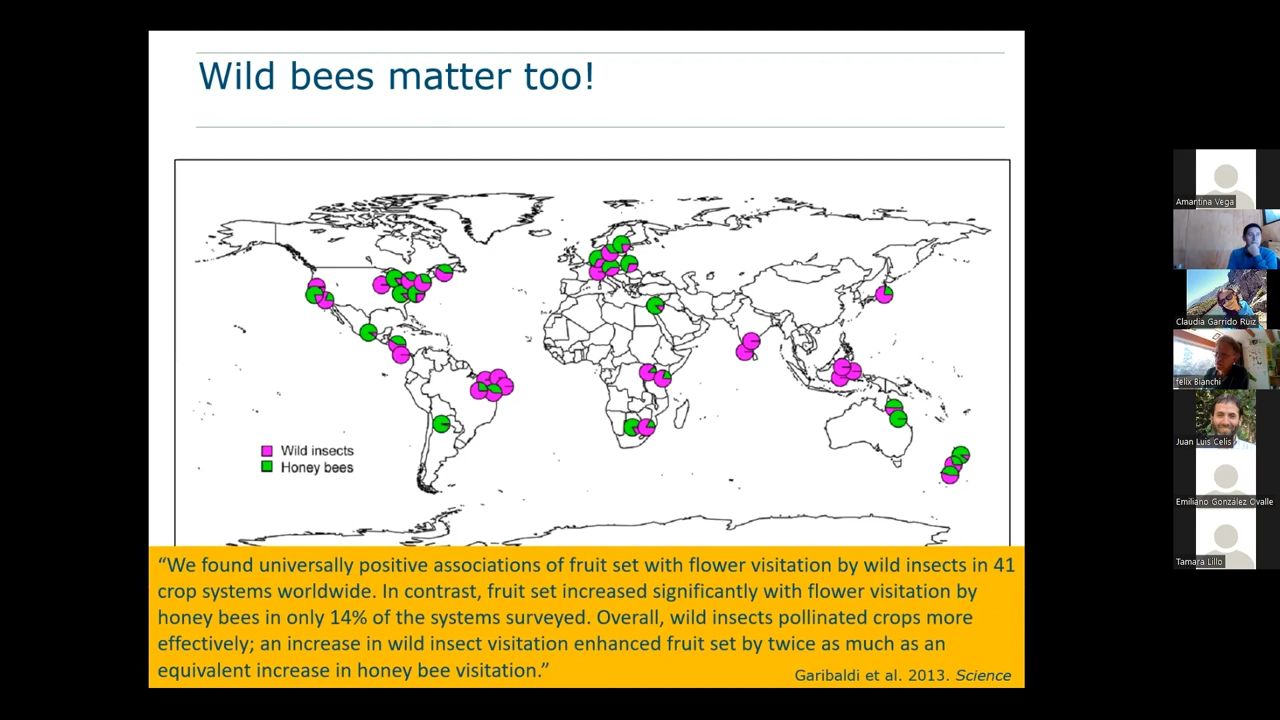 Wild bees matter too!
Wild insects
Honey bees
“We found universally positive associations of fruit set with flower visitation by wild insects in 41
crop systems worldwide. In contrast, fruit set increased significantly with flower visitation by
honey bees in only 14% of the systems surveyed. Overall, wild insects pollinated crops more
effectively; an increase in wild insect visitation enhanced fruit set by twice as much as an
equivalent increase in honey bee visitation.”
Garibaldi et al. 2013. Science
Amantina Vega
Claudia Garrido Ruiz
felix Bianchi
Juan Luis Celis
Emiliano González Ovalle
Tamara Lillo